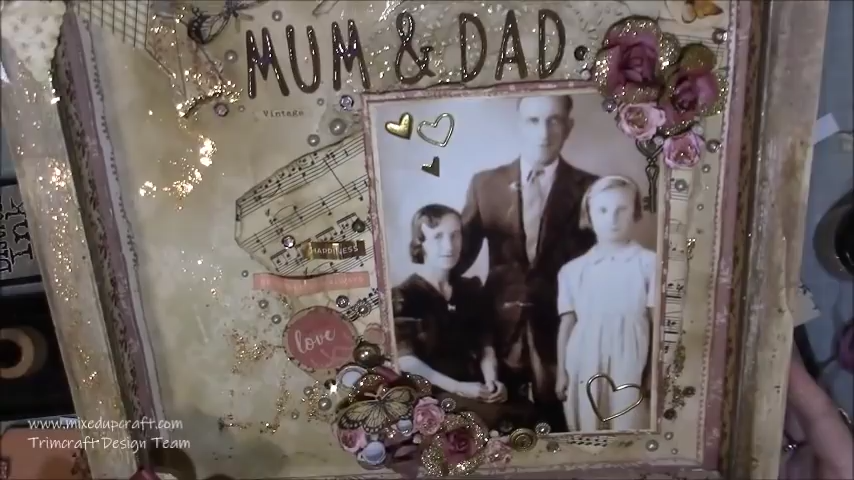 MUM & DAD
Vintage
HAPPINESS
love
www.mixedupcraft.com
Trimcraft Design Team